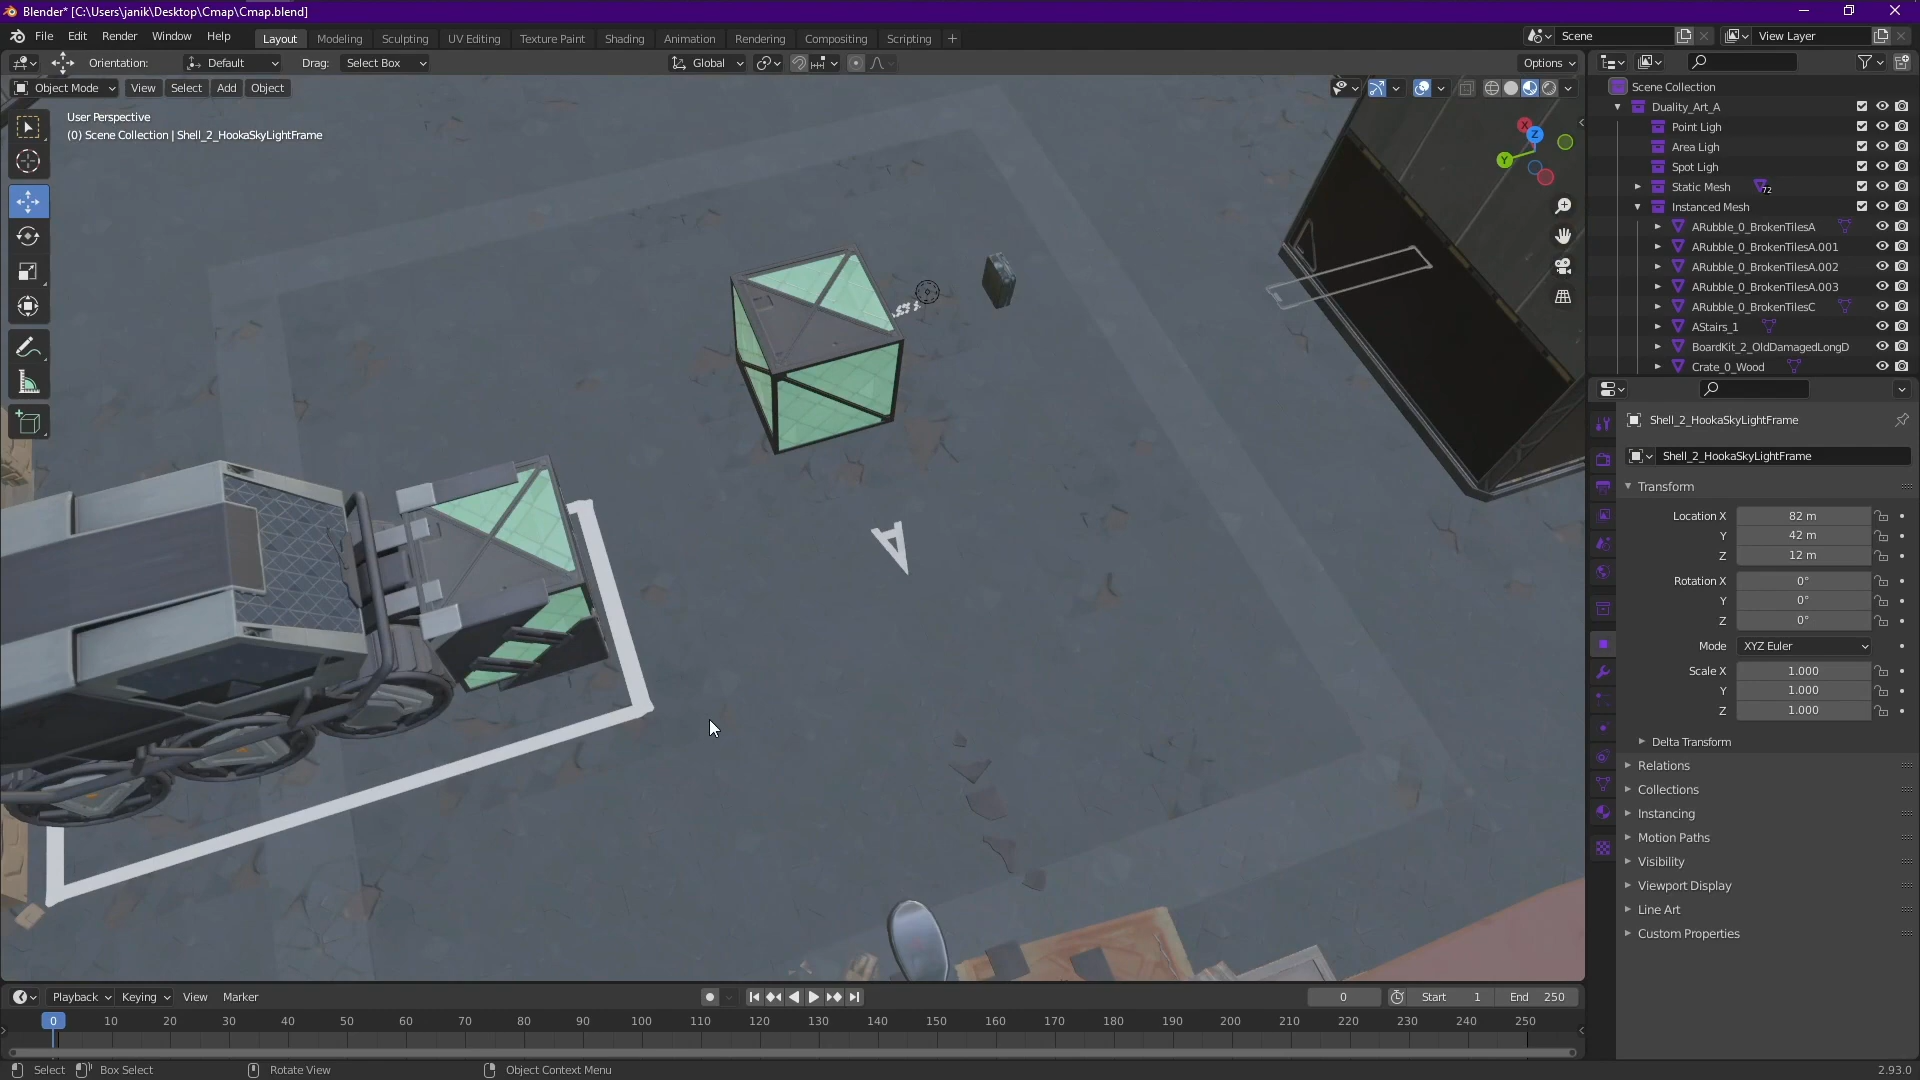 Blender* [C:\Users\janik\Desktop\Cmap\Cmap.blend]
File Edit Render Window Help
Layout Modeling Sculpting UV Editing Texture Paint Shading Animation Rendering Compositing Scripting +
Scene
View Layer
Orientation: Default Drag: Select Box
Global
Options
Object Mode View Select Add Object
User Perspective
(0) Scene Collection | Shell_2_HookaSkyLightFrame
X
Y
Z
A
Scene Collection
Duality_Art_A
Point Ligh
Area Ligh
Spot Ligh
Static Mesh 72
Instanced Mesh
ARubble_0_BrokenTilesA
ARubble_0_BrokenTilesA.001
ARubble_0_BrokenTilesA.002
ARubble_0_BrokenTilesA.003
ARubble_0_BrokenTilesC
AStairs_1
BoardKit_2_OldDamagedLongD
Crate_0_Wood
Shell_2_HookaSkyLightFrame
Shell_2_HookaSkyLightFrame
Transform
Location X 82 m
Y 42 m
Z 12 m
Rotation X 0°
Y 0°
Z 0°
Mode XYZ Euler
Scale X 1.000
Y 1.000
Z 1.000
Delta Transform
Relations
Collections
Instancing
Motion Paths
Visibility
Viewport Display
Line Art
Custom Properties
Playback Keying View Marker
0 Start 1 End 250
0 10 20 30 40 50 60 70 80 90 100 110 120 130 140 150 160 170 180 190 200 210 220 230 240 250
Select Box Select Rotate View Object Context Menu
2.93.0